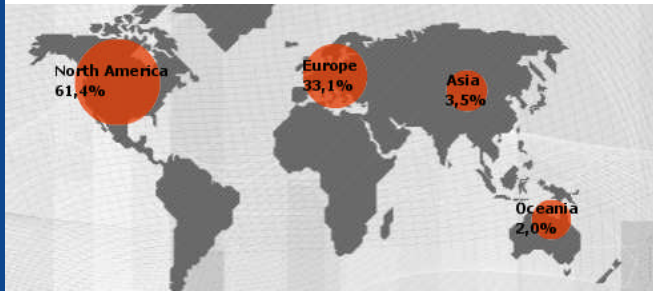 North America
61,4%
Europe
33,1%
Asia
3,5%
Oceania
2,0%